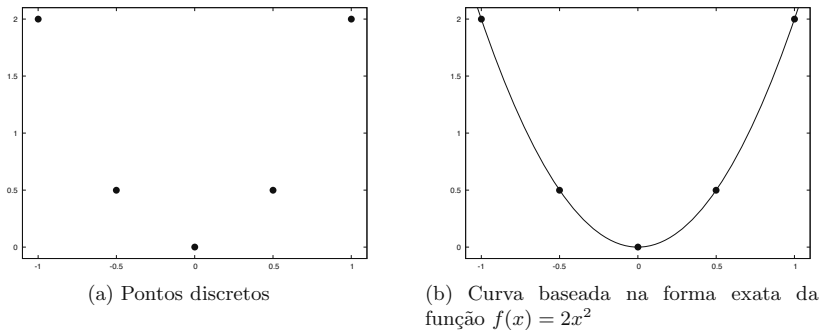 2
1.5
1
0.5
0
-1 -0.5 0 0.5 1
(a) Pontos discretos
2
1.5
1
0.5
0
-1 -0.5 0 0.5 1
(b) Curva baseada na forma exata da
função f(x) = 2x²